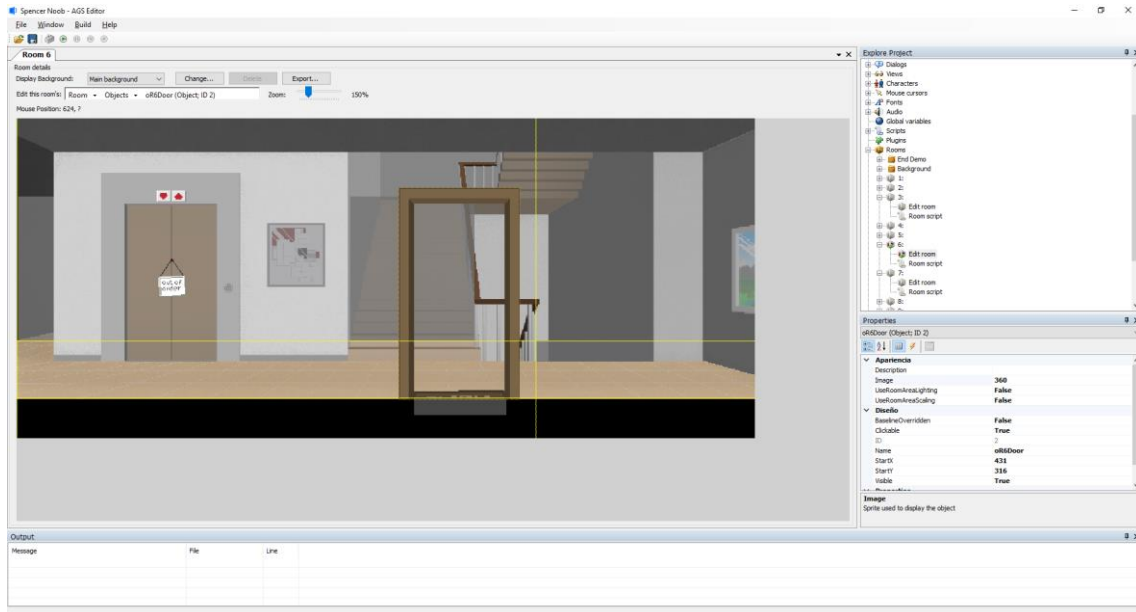 Spencer Noob - AGS Editor
File Window Build Help
Room 6
Room details
Display Background: Main background Change... Delete Export...
Edit this room's: Room Objects oR6Door (Object; ID 2) Zoom: 150%
Mouse Position: 624, ?
out of
order
Explore Project
Dialogs
Views
Characters
Mouse cursors
Fonts
Audio
Global variables
Scripts
Plugins
Rooms
End Demo
Background
1:
2:
3:
Edit room
Room script
4:
5:
6:
Edit room
Room script
7:
Edit room
Room script
8:
Properties
oR6Door (Object; ID 2)
Apariencia
Description
Image 360
UseRoomAreaLighting False
UseRoomAreaScaling False
Diseño
BaselineOverridden False
Clickable True
ID 2
Name oR6Door
StartX 431
StartY 316
Visible True
Image
Sprite used to display the object
Output
Message File Line